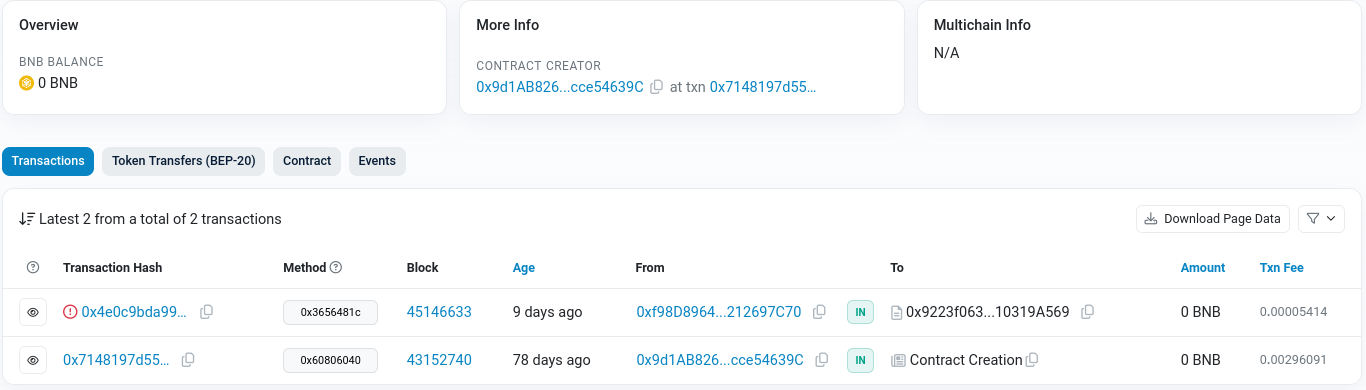 Overview
BNB BALANCE
0 BNB
More Info
CONTRACT CREATOR
0x9d1AB826...cce54639C at txn 0x7148197d55...
Multichain Info
N/A
Transactions Token Transfers (BEP-20) Contract Events
Latest 2 from a total of 2 transactions Download Page Data
Transaction Hash Method Block Age From To Amount Txn Fee
0x4e0c9bda99... 0x3656481c 45146633 9 days ago 0xf98D8964...212697C70 IN 0x9223f063...10319A569 0 BNB 0.00005414
0x7148197d55... 0x60806040 43152740 78 days ago 0x9d1AB826...cce54639C IN Contract Creation 0 BNB 0.00296091